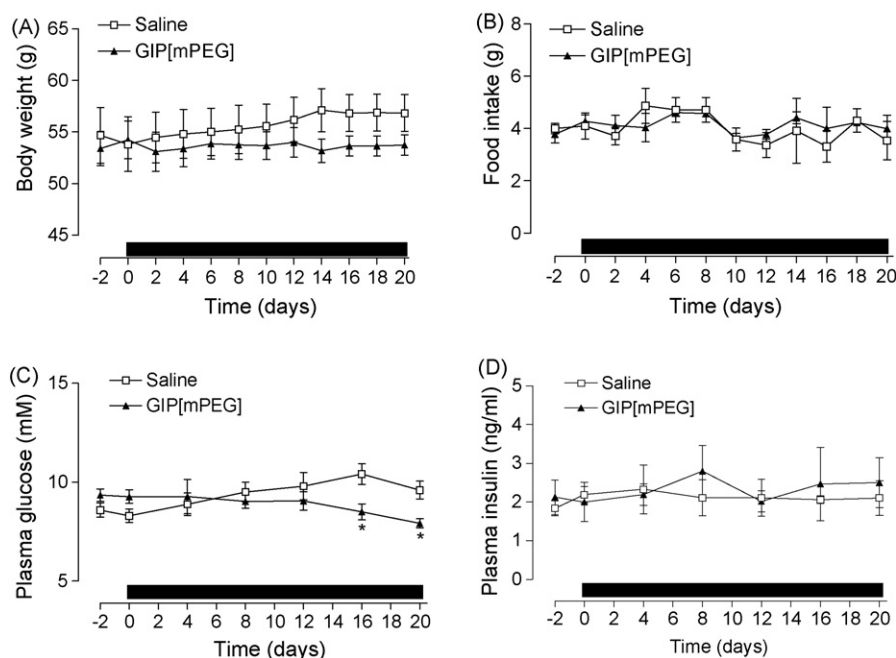 (A)
Saline
GIP[mPEG]
Body weight (g)
65
60
55
50
45
-2 0 2 4 6 8 10 12 14 16 18 20
Time (days)
(B)
Saline
GIP[mPEG]
Food intake (g)
8
6
4
2
0
-2 0 2 4 6 8 10 12 14 16 18 20
Time (days)
(C)
Saline
GIP[mPEG]
Plasma glucose (mM)
15
10
5
* *
-2 0 2 4 6 8 10 12 14 16 18 20
Time (days)
(D)
Saline
GIP[mPEG]
Plasma insulin (ng/ml)
5
4
3
2
1
0
-2 0 2 4 6 8 10 12 14 16 18 20
Time (days)